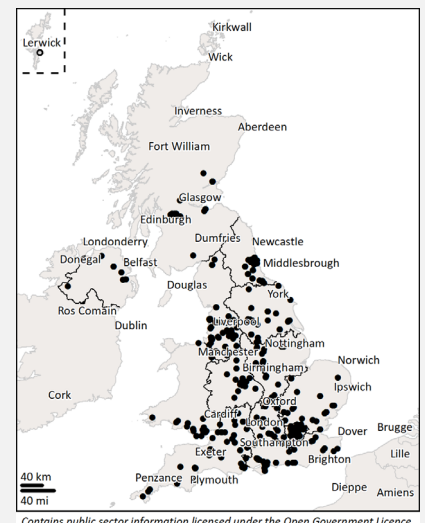 Kirkwall
Lerwick
Wick
Inverness
Aberdeen
Fort William
Glasgow
Edinburgh
Dumfries
Newcastle
Londonderry
Donegal
Belfast
Middlesbrough
Douglas
York
Ros Comain
Liverpool
Dublin
Nottingham
Manchester
Norwich
Birmingham
Ipswich
Cork
Oxford
Cardiff
London
Dover
Brugge
Southampton
Exeter
Brighton
Lille
Penzance
Plymouth
40 km
Dieppe
Amiens
40 mi
Contains public sector information licensed under the Open Government Licence